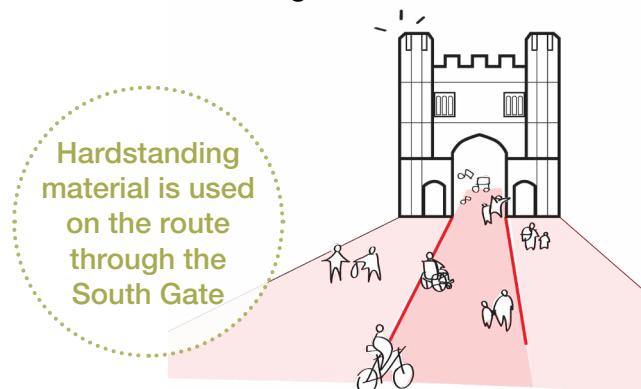 Hardstanding
material is used
on the route
through the
South Gate